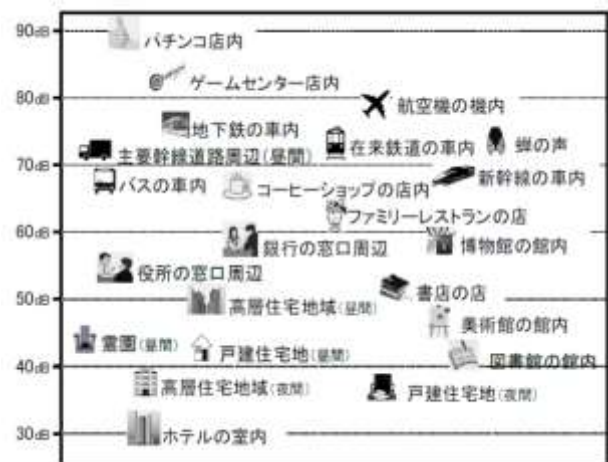 90dB
パチンコ店内
ゲームセンター店内
80dB
航空機の機内
地下鉄の車内
在来鉄道の車内
蝉の声
主要幹線道路周辺(昼間)
70dB
バスの車内
コーヒーショップの店内
新幹線の車内
ファミリーレストランの店
60dB
銀行の窓口周辺
博物館の館内
役所の窓口周辺
書店の店
50dB
高層住宅地域(昼間)
美術館の館内
霊園(昼間)
戸建住宅地(昼間)
図書館の館内
40dB
高層住宅地域(夜間)
戸建住宅地(夜間)
30dB
ホテルの室内